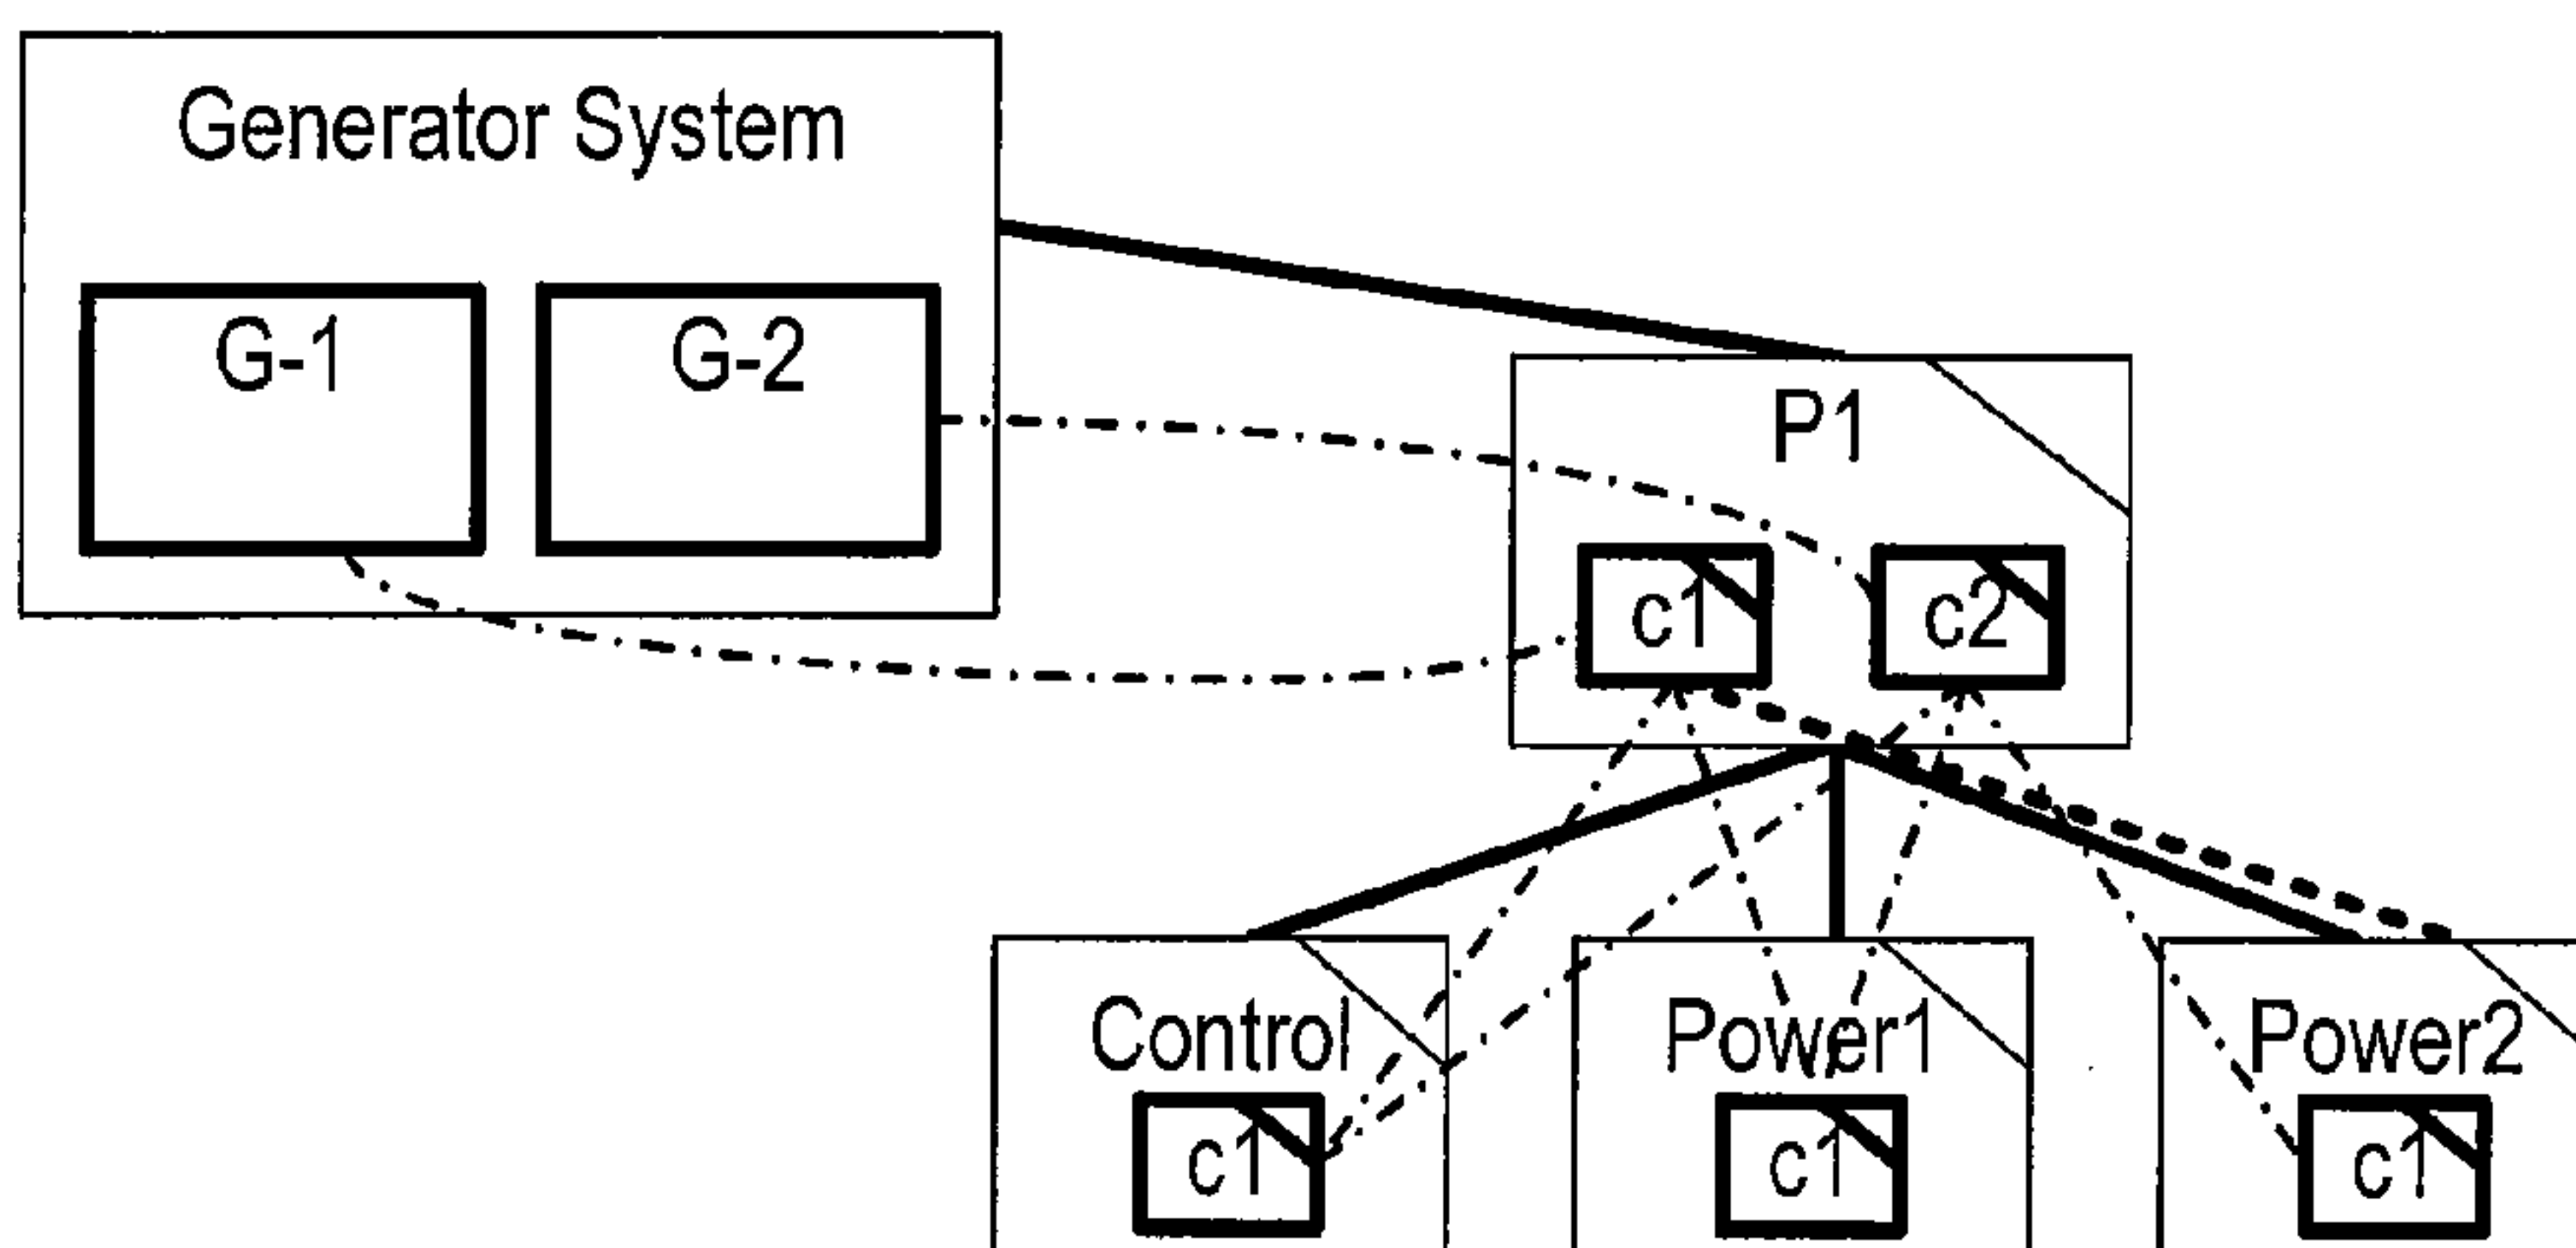 Generator System
G-1
G-2
P1
c1
c2
Control
Power1
Power2
c1
c1
c1